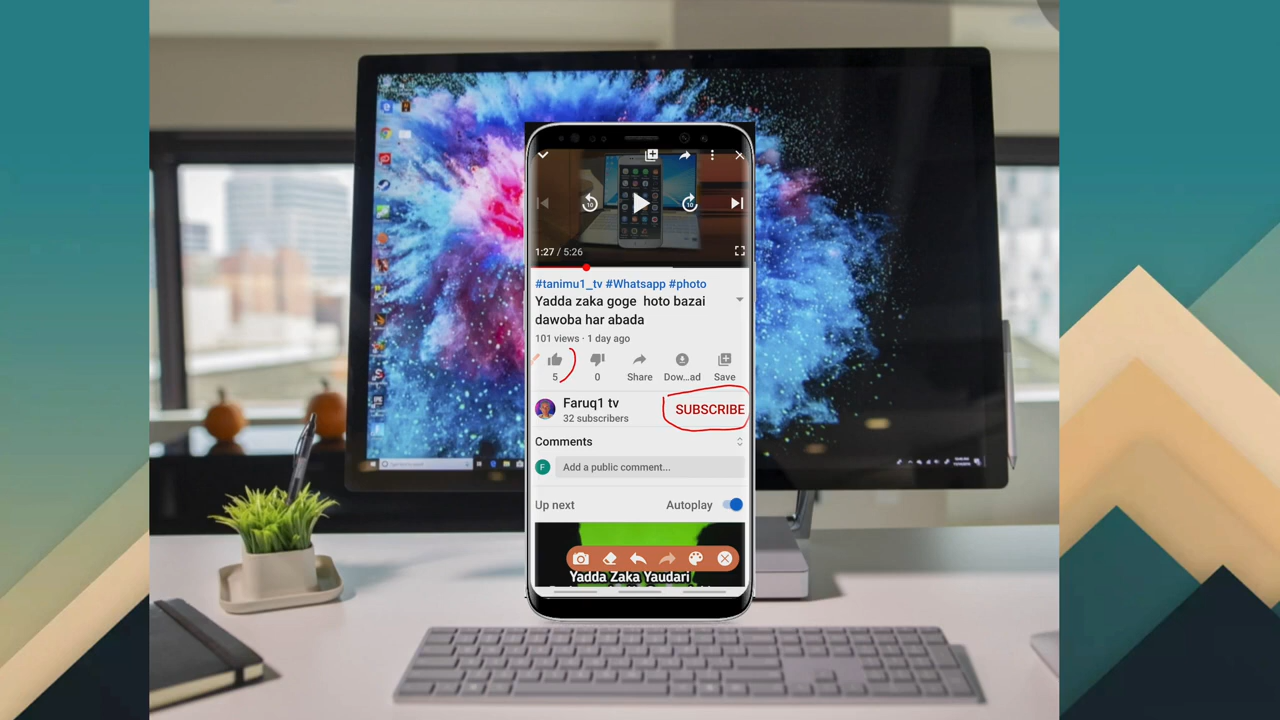 10
10
1:27 / 5:26
#tanimu1_tv #Whatsapp #photo
Yadda zaka goge hoto bazai
dawoba har abada
101 views · 1 day ago
5
0
Share
Dow...ad
Save
Faruq1 tv
32 subscribers
SUBSCRIBE
Comments
F
Add a public comment...
Up next
Autoplay
Yadda Zaka Yaudari